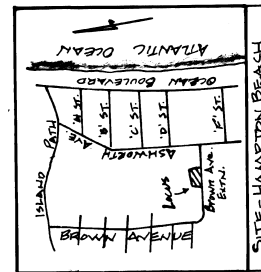 ATLANTIC OCEAN
OCEAN BOULEVARD
'A' ST.
'B' ST.
'C' ST.
'D' ST.
'F' ST.
ASHWORTH AVE.
ISLAND PATH
LOCUS
BROWN AVE.
EXTN.
BROWN AVENUE
SITE-HAMPTON BEACH